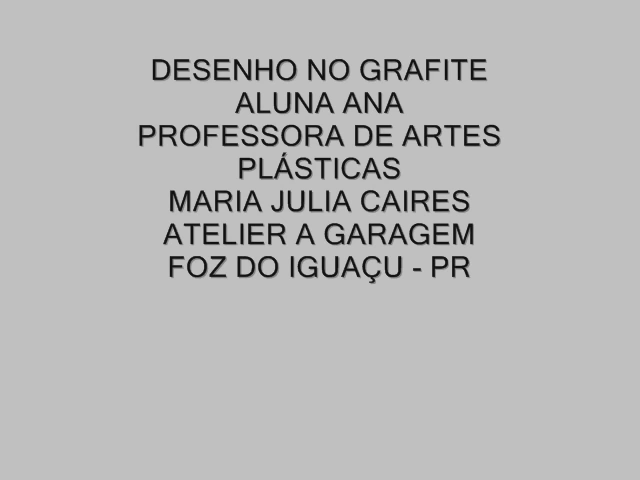 DESENHO NO GRAFITE
ALUNA ANA
PROFESSORA DE ARTES
PLÁSTICAS
MARIA JULIA CAIRES
ATELIER A GARAGEM
FOZ DO IGUAÇU - PR